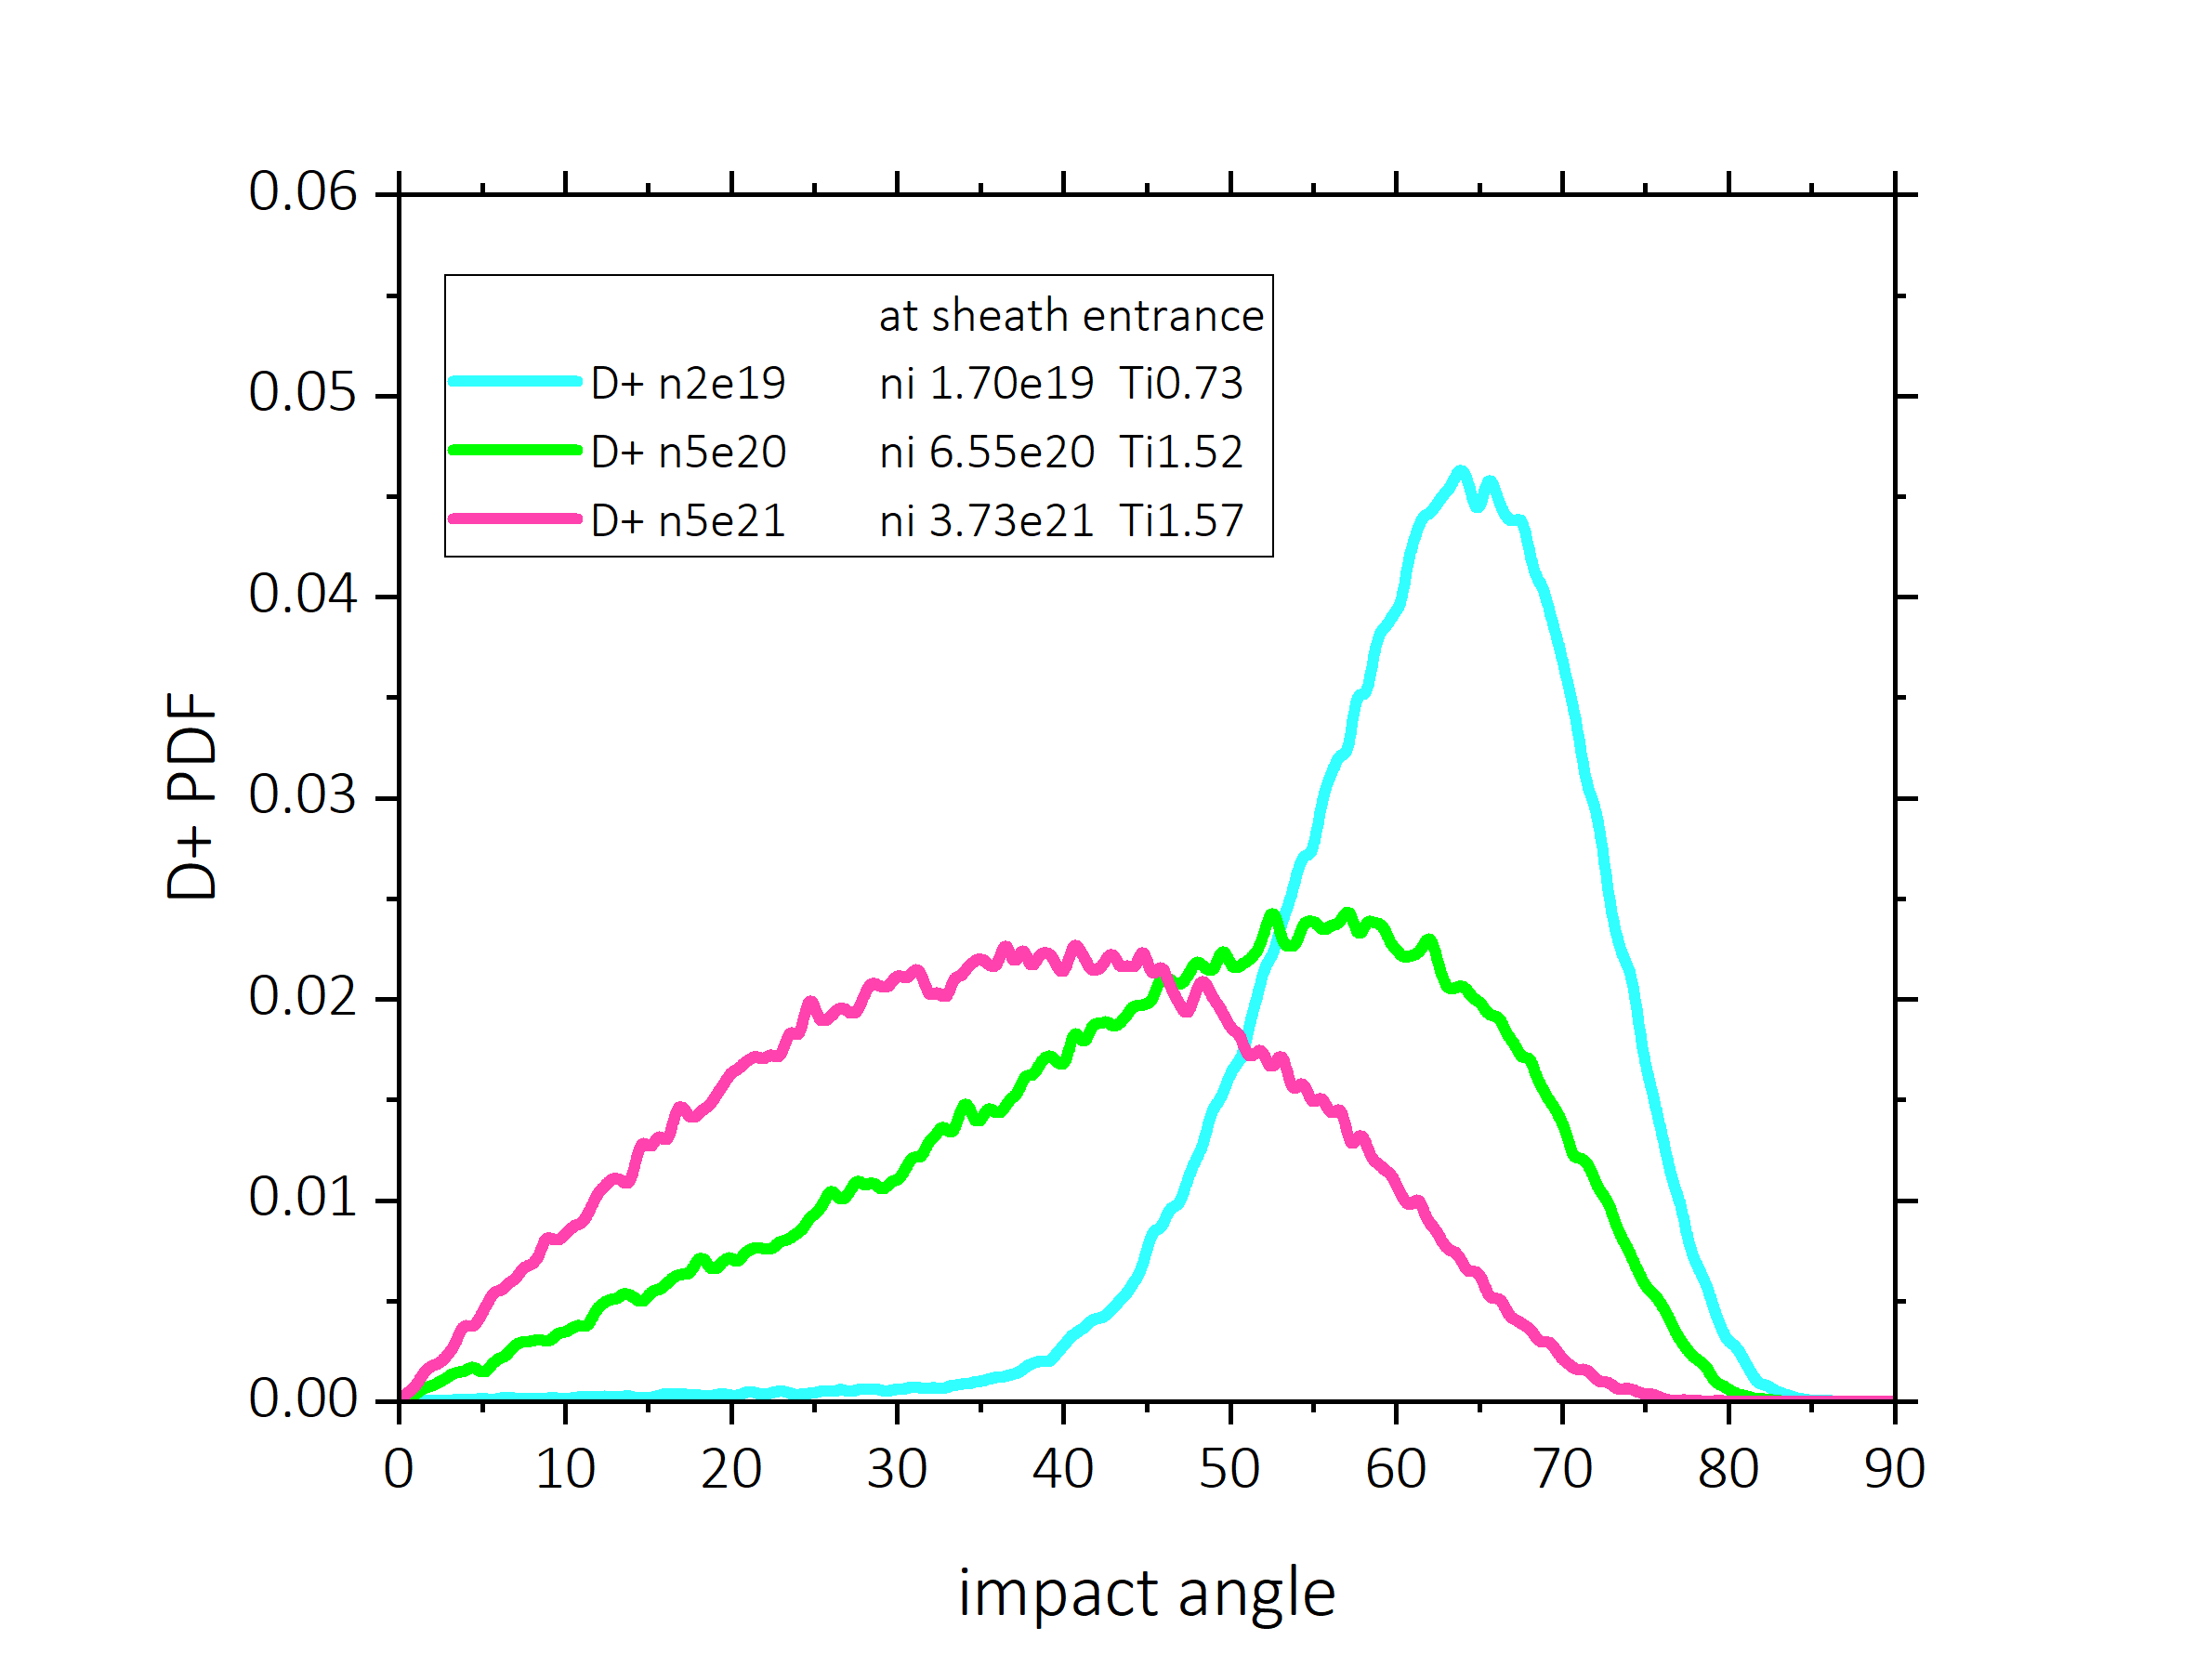 0.06
0.05
0.04
0.03
0.02
0.01
0.00
D+ PDF
at sheath entrance
D+ n2e19 ni 1.70e19 Ti0.73
D+ n5e20 ni 6.55e20 Ti1.52
D+ n5e21 ni 3.73e21 Ti1.57
0 10 20 30 40 50 60 70 80 90
impact angle